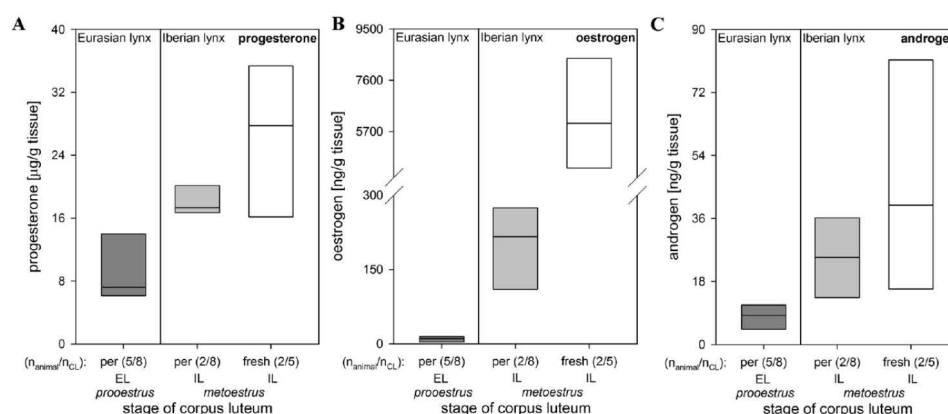 A
Eurasian lynx
Iberian lynx
progesterone
progesterone [µg/g tissue]
40
32
24
16
8
0
(nanimal/nCL):
per (5/8)
per (2/8)
fresh (2/5)
EL
IL
IL
prooestrus
metoestrus
stage of corpus luteum
B
Eurasian lynx
Iberian lynx
oestrogen
oestrogen [ng/g tissue]
9500
7600
5700
300
150
0
per (5/8)
per (2/8)
fresh (2/5)
EL
IL
IL
prooestrus
metoestrus
stage of corpus luteum
C
Eurasian lynx
Iberian lynx
androge
androgen [ng/g tissue]
90
72
54
36
18
0
(nanimal/nCL):
per (5/8)
per (2/8)
fresh (2/5)
EL
IL
IL
prooestrus
metoestrus
stage of corpus luteum